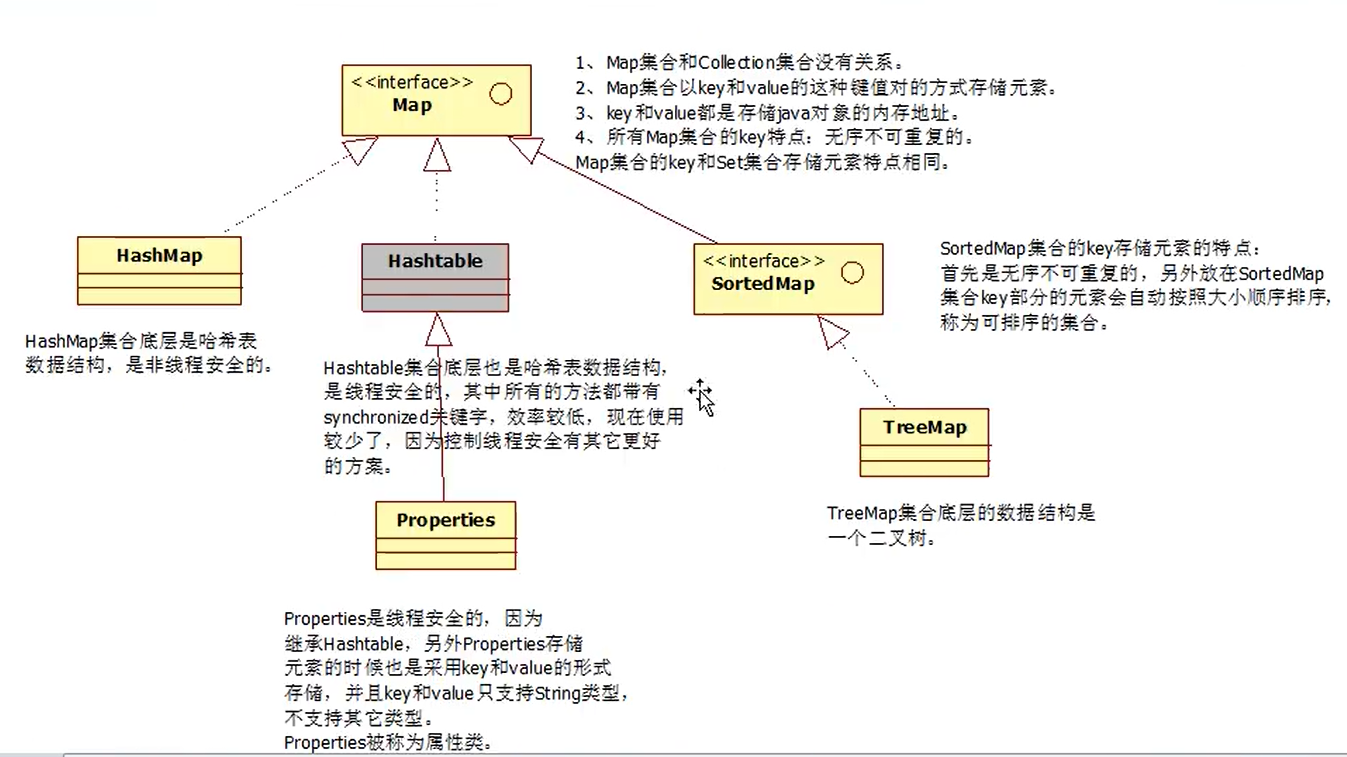 <<interface>>
Map
1、Map集合和Collection集合没有关系。
2、Map集合以key和value的这种键值对的方式存储元素。
3、key和value都是存储java对象的内存地址。
4、所有Map集合的key特点：无序不可重复的。
Map集合的key和Set集合存储元素特点相同。
HashMap
HashMap集合底层是哈希表
数据结构，是非线程安全的。
Hashtable
Hashtable集合底层也是哈希表数据结构，
是线程安全的，其中所有的方法都带有
synchronized关键字，效率较低，现在使用
较少了，因为控制线程安全有其它更好
的方案。
<<interface>>
SortedMap
SortedMap集合的key存储元素的特点：
首先是无序不可重复的，另外放在SortedMap
集合key部分的元素会自动按照大小顺序排序，
称为可排序的集合。
TreeMap
TreeMap集合底层的数据结构是
一个二叉树。
Properties
Properties是线程安全的，因为
继承Hashtable，另外Properties存储
元素的时候也是采用key和value的形式
存储，并且key和value只支持String类型，
不支持其它类型。
Properties被称为属性类。